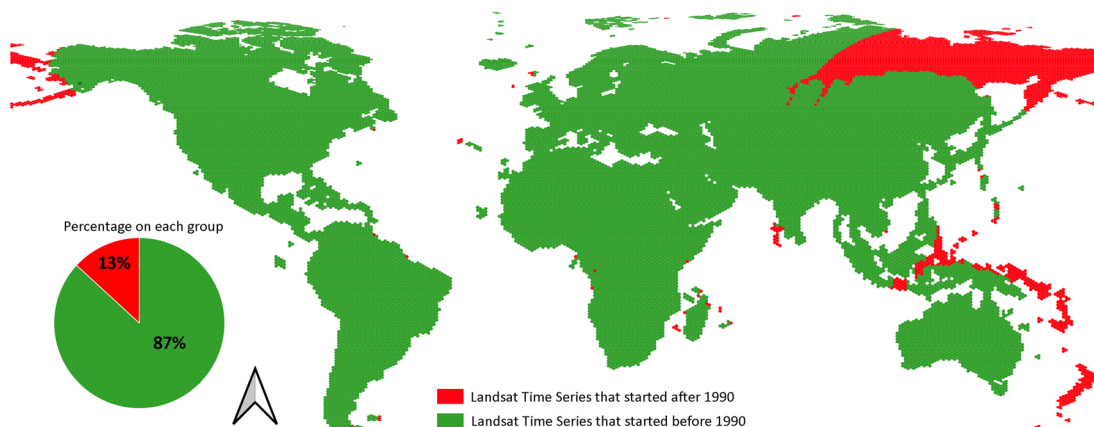 Percentage on each group
13%
87%
Landsat Time Series that started after 1990
Landsat Time Series that started before 1990